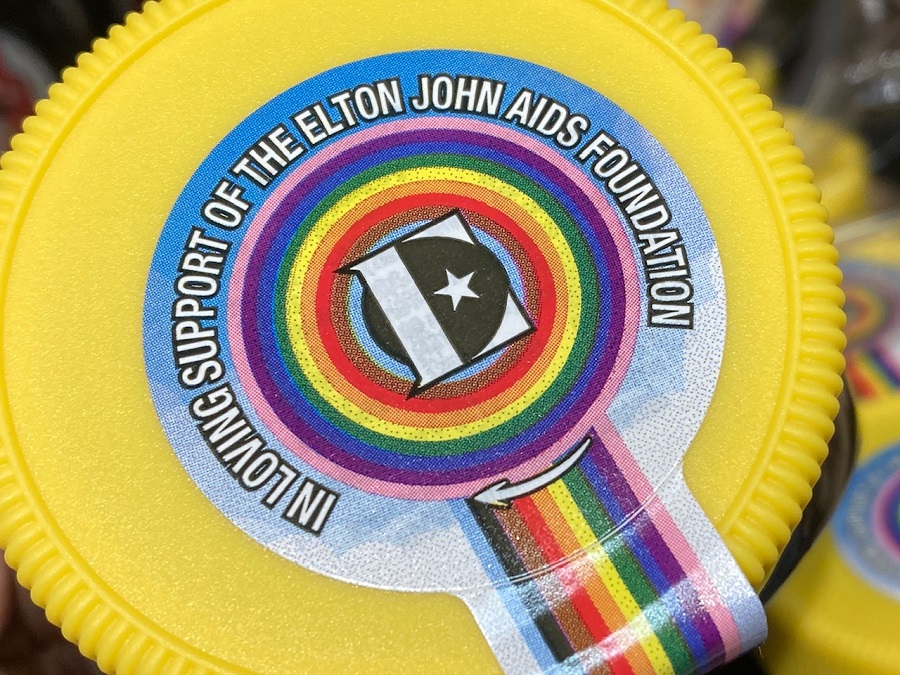 IN LOVING SUPPORT OF THE ELTON JOHN AIDS FOUNDATION
E